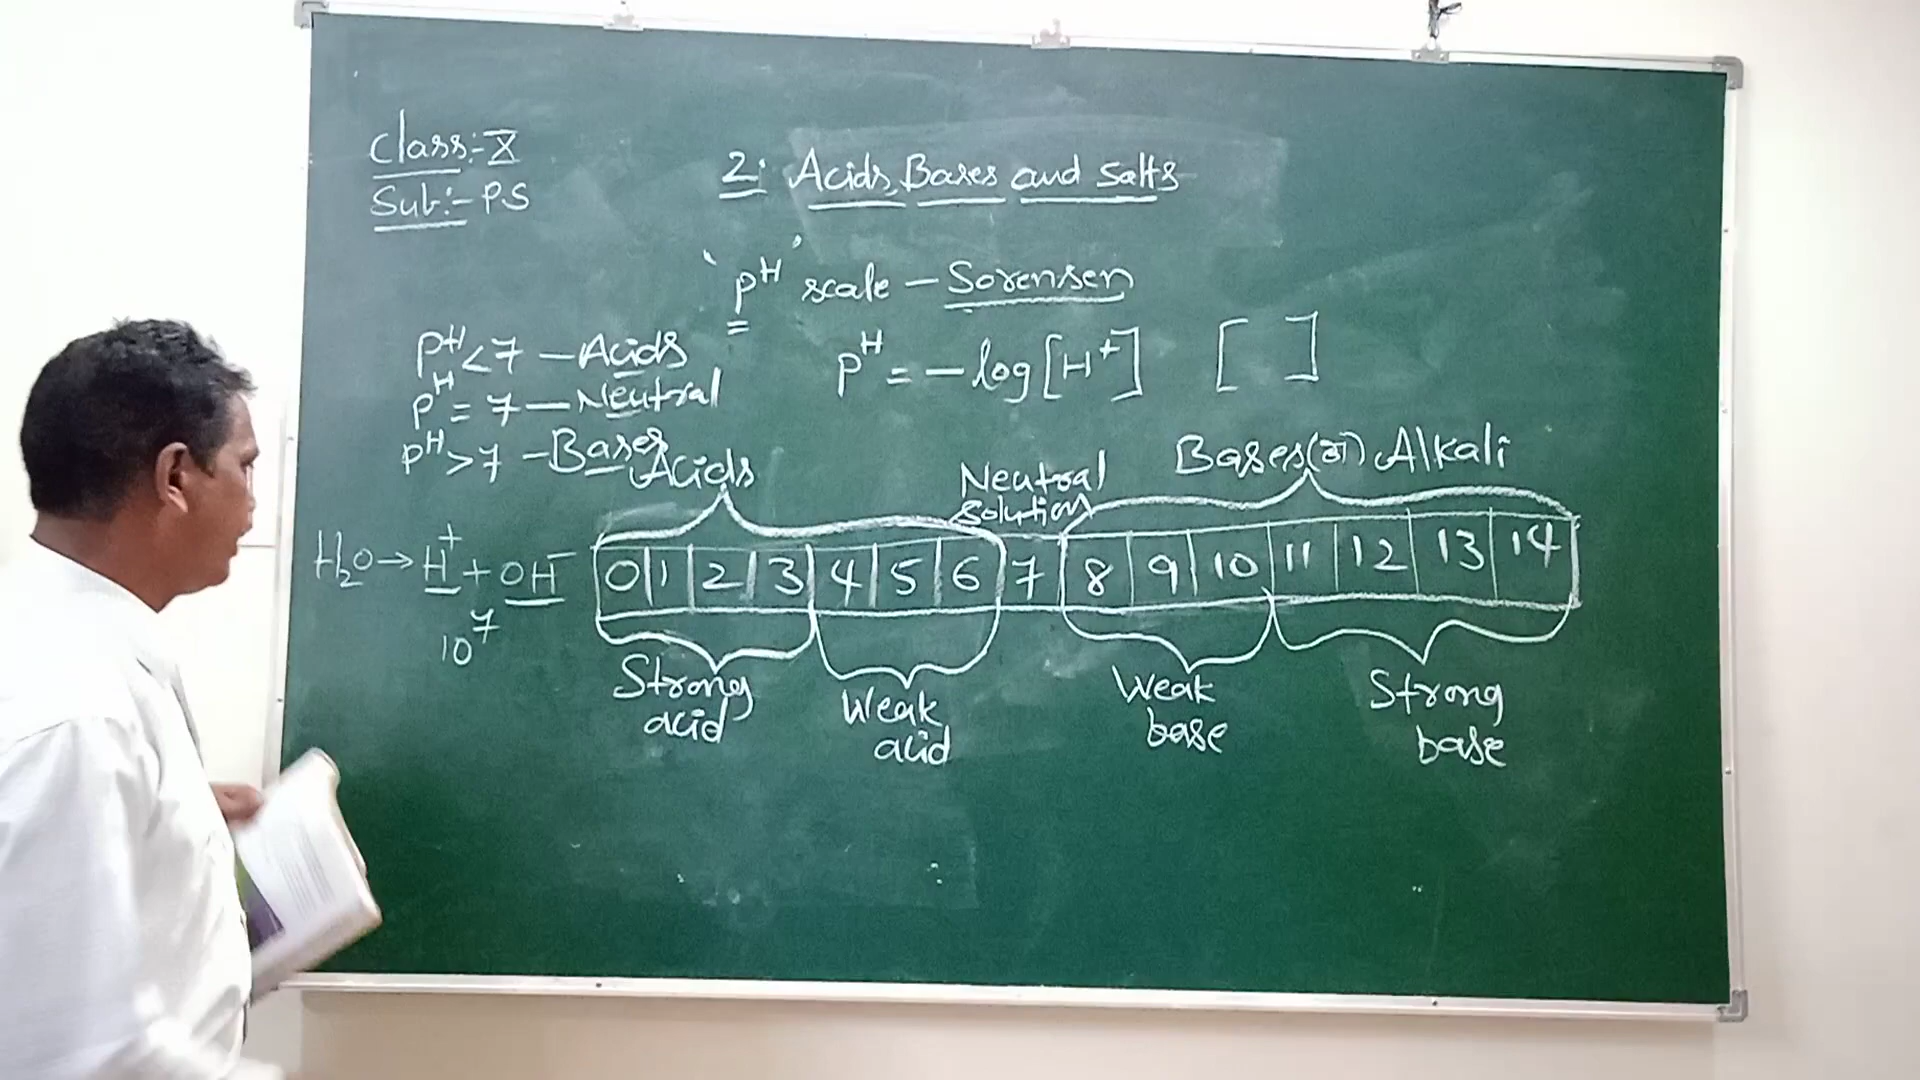 Class:- X
Sub:- PS
2. Acids, Bases and Salts
'pH' scale - Sorensen
pH < 7 - Acids
pH = 7 - Neutral
pH > 7 - Bases
pH = - log [H+] [ ]
Acids
Neutral solution
Bases (or) Alkali
H2O → H+ + OH-
10 7
0 1 2 3 4 5 6 7 8 9 10 11 12 13 14
Strong acid
Weak acid
Weak base
Strong base